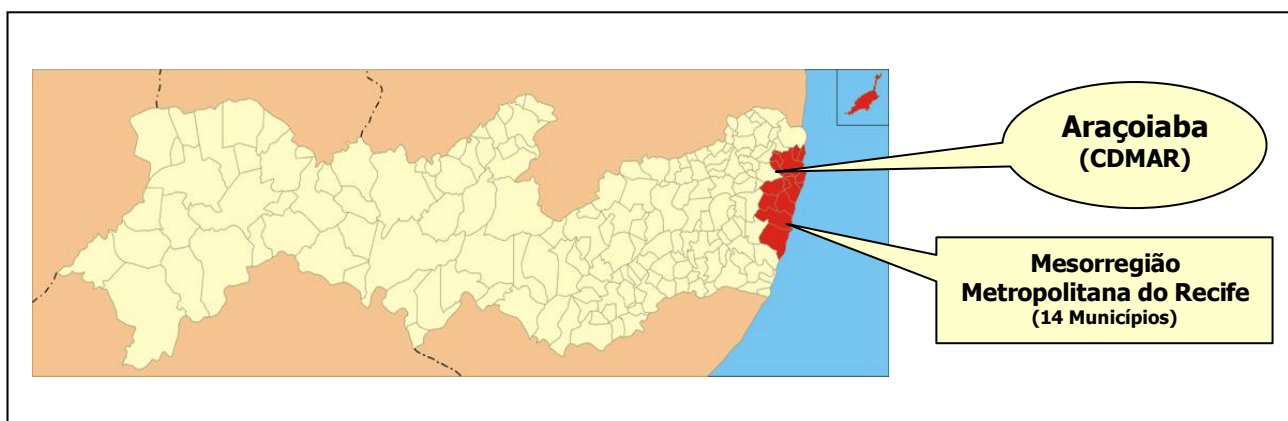 Araçoiaba
(CDMAR)
Mesorregião
Metropolitana do Recife
(14 Municípios)